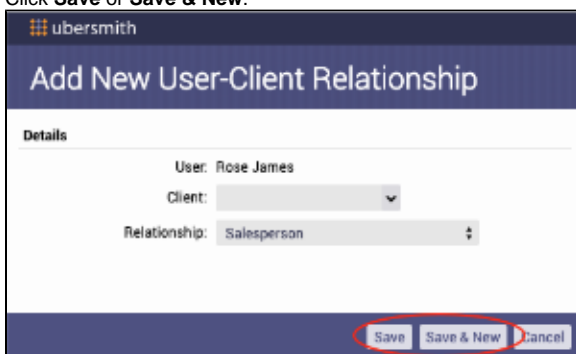 Click Save or Save & New.
ubersmith
Add New User-Client Relationship
Details
User: Rose James
Client:
Relationship: Salesperson
Save Save & New Cancel